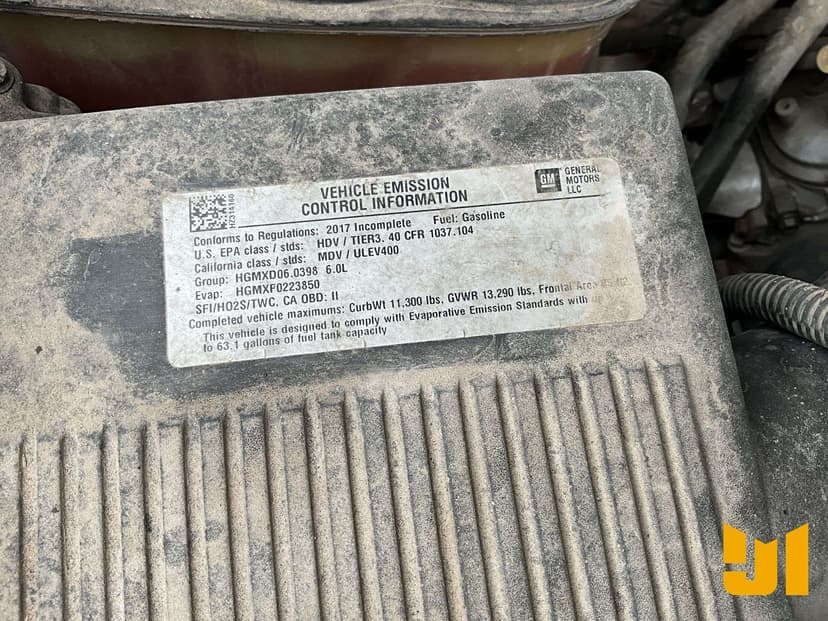 VEHICLE EMISSION
CONTROL INFORMATION
GM
GENERAL
MOTORS
LLC
HZ314160
Conforms to Regulations: 2017 Incomplete Fuel: Gasoline
U.S. EPA class / stds: HDV / TIER3. 40 CFR 1037.104
California class / stds: MDV / ULEV400
Group: HGMXD06.0398 6.0L
Evap: HGMXF0223850
SFI/HO2S/TWC, CA OBD: II
Completed vehicle maximums: CurbWt 11,300 lbs, GVWR 13,290 lbs, Frontal Area
This vehicle is designed to comply with Evaporative Emission Standards with up
to 63.1 gallons of fuel tank capacity